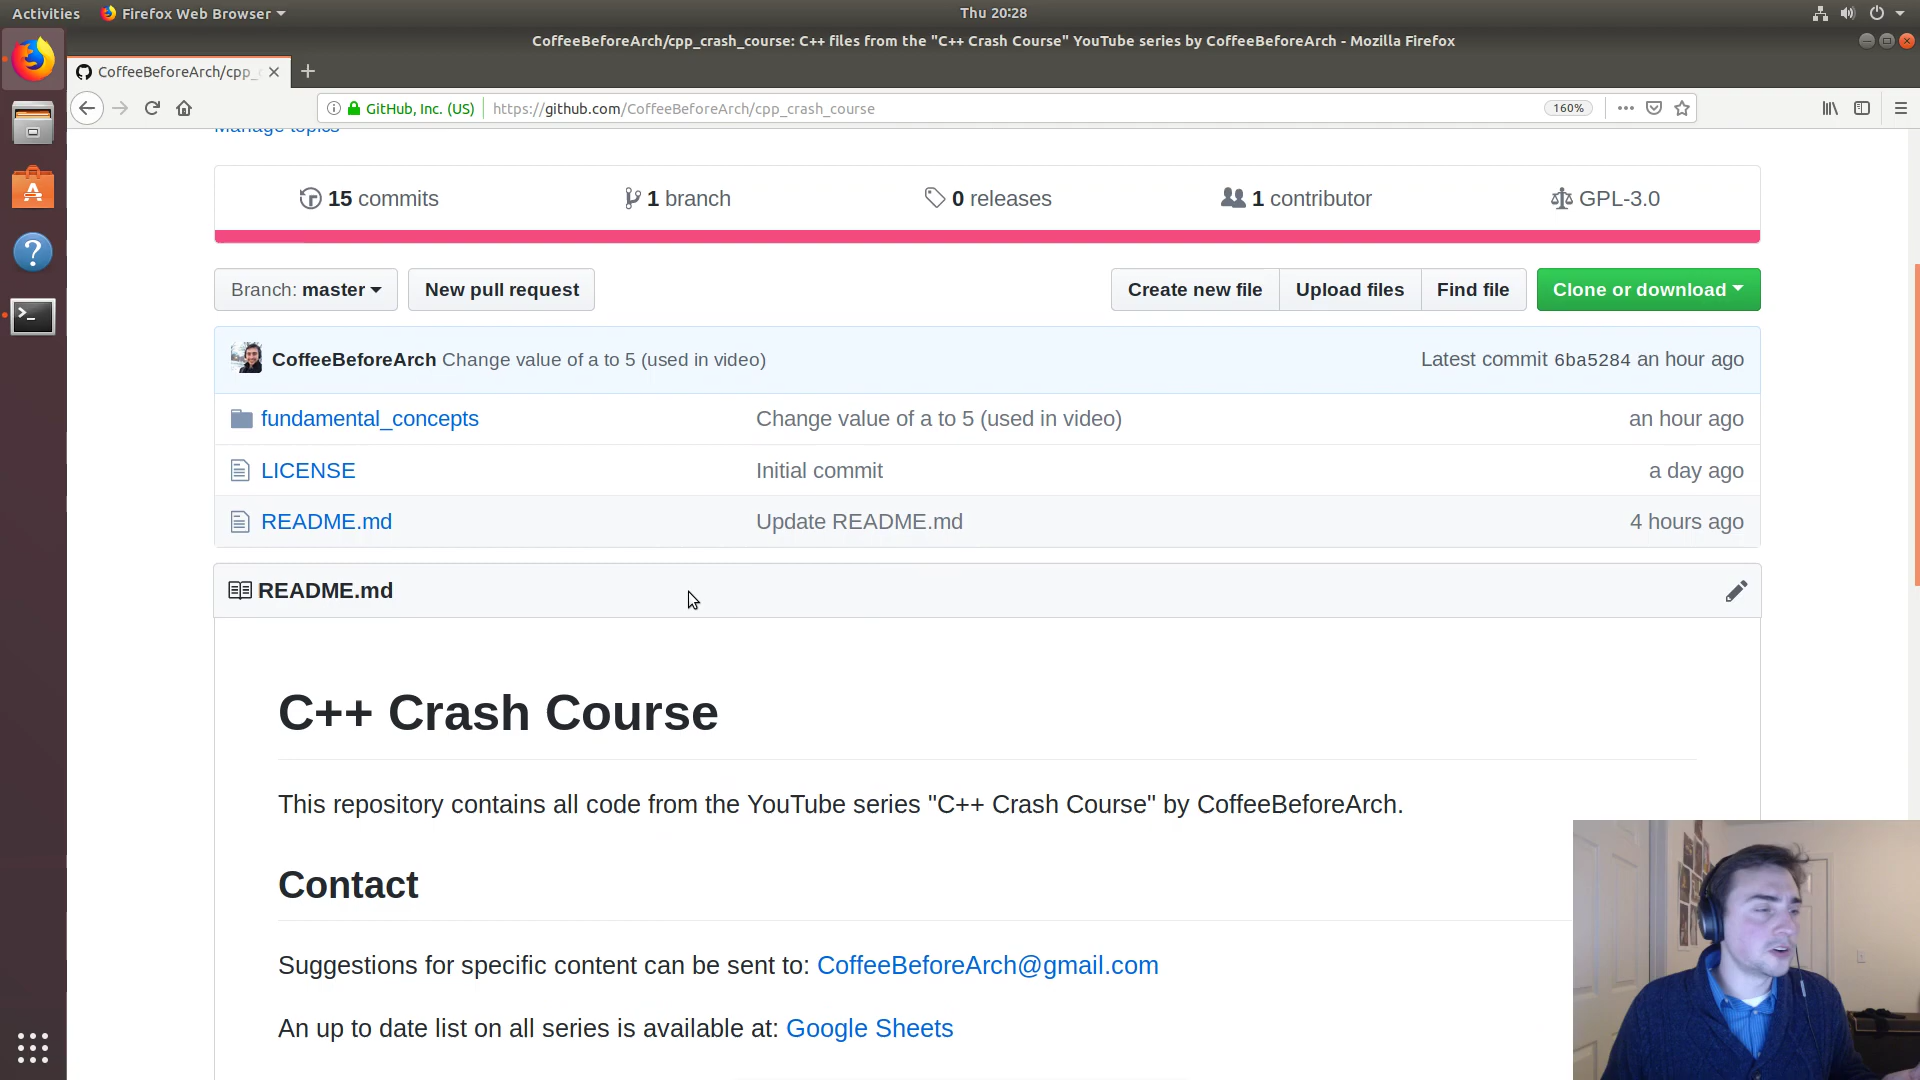 Activities Firefox Web Browser Thu 20:28
CoffeeBeforeArch/cpp_crash_course: C++ files from the "C++ Crash Course" YouTube series by CoffeeBeforeArch - Mozilla Firefox
CoffeeBeforeArch/cpp_
GitHub, Inc. (US) https://github.com/CoffeeBeforeArch/cpp_crash_course 160%
Manage topics
15 commits 1 branch 0 releases 1 contributor GPL-3.0
Branch: master New pull request Create new file Upload files Find file Clone or download
CoffeeBeforeArch Change value of a to 5 (used in video) Latest commit 6ba5284 an hour ago
fundamental_concepts Change value of a to 5 (used in video) an hour ago
LICENSE Initial commit a day ago
README.md Update README.md 4 hours ago
README.md
C++ Crash Course
This repository contains all code from the YouTube series "C++ Crash Course" by CoffeeBeforeArch.
Contact
Suggestions for specific content can be sent to: CoffeeBeforeArch@gmail.com
An up to date list on all series is available at: Google Sheets